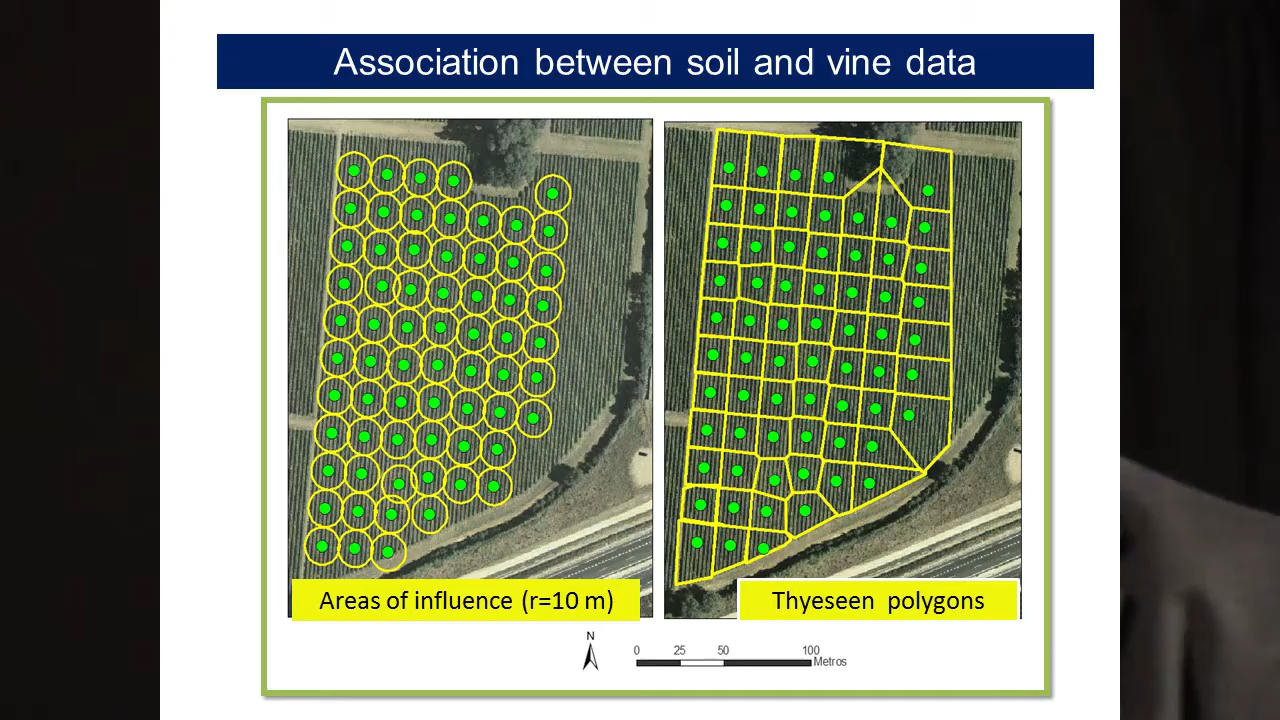 Association between soil and vine data
Areas of influence (r=10 m)
Thyeseen polygons
N
0 25 50 100
Metros